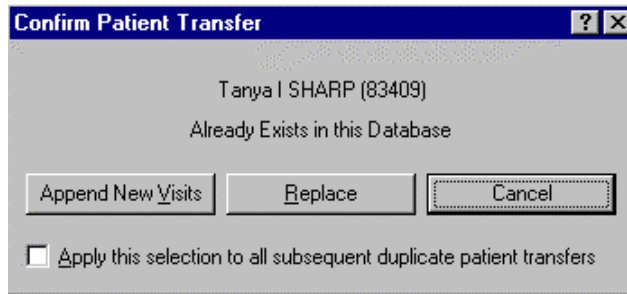 Confirm Patient Transfer
Tanya I SHARP (83409)
Already Exists in this Database
Append New Visits Replace Cancel
Apply this selection to all subsequent duplicate patient transfers